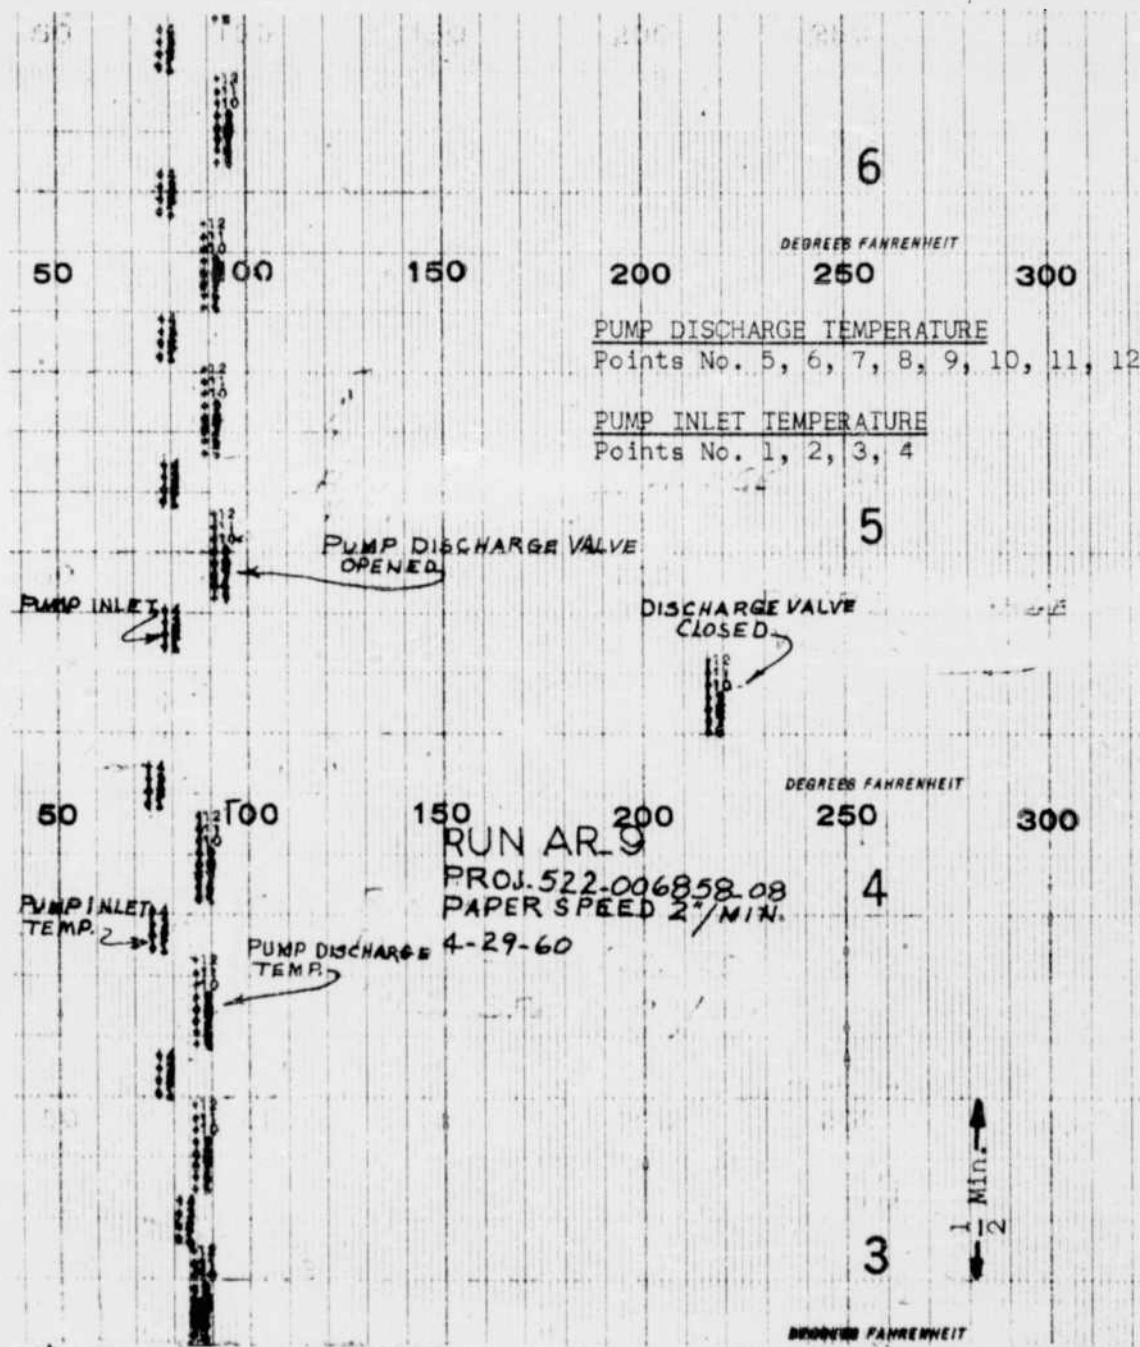 6
DEGREES FAHRENHEIT
50 100 150 200 250 300
PUMP DISCHARGE TEMPERATURE
Points No. 5, 6, 7, 8, 9, 10, 11, 12
PUMP INLET TEMPERATURE
Points No. 1, 2, 3, 4
5
PUMP DISCHARGE VALVE
OPENED
PUMP INLET
DISCHARGE VALVE
CLOSED
DEGREES FAHRENHEIT
50 100 150 200 250 300
RUN AR-9
PROJ. 522-006858-08
PAPER SPEED 2"/MIN.
4-29-60
4
PUMP INLET
TEMP.
PUMP DISCHARGE
TEMP.
1/2 Min.
3
DEGREES FAHRENHEIT